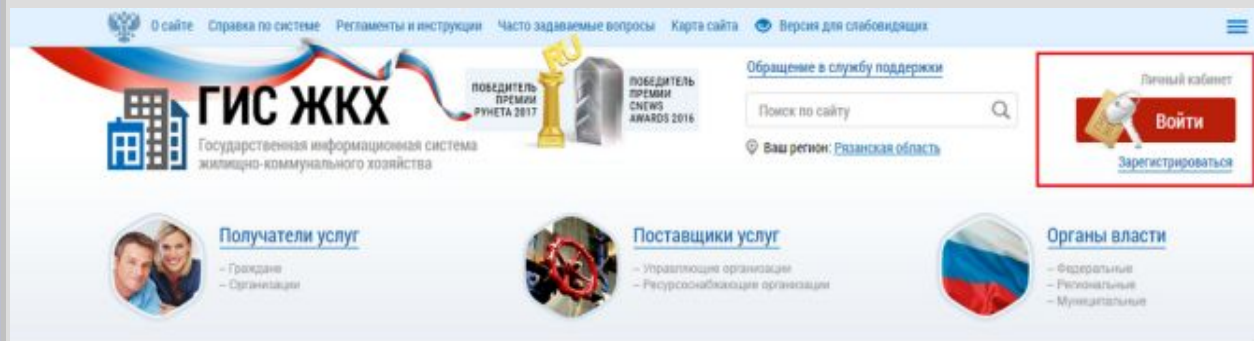 О сайте Справка по системе Регламенты и инструкции Часто задаваемые вопросы Карта сайта Версия для слабовидящих
ГИС ЖКХ
Государственная информационная система
жилищно-коммунального хозяйства
ПОБЕДИТЕЛЬ
ПРЕМИИ
РУНЕТА 2017
RU
ПОБЕДИТЕЛЬ
ПРЕМИИ
CNEWS
AWARDS 2016
Обращение в службу поддержки
Поиск по сайту
Ваш регион: Рязанская область
Личный кабинет
Войти
Зарегистрироваться
Получатели услуг
– Граждане
– Организации
Поставщики услуг
– Управляющие организации
– Ресурсоснабжающие организации
Органы власти
– Федеральные
– Региональные
– Муниципальные